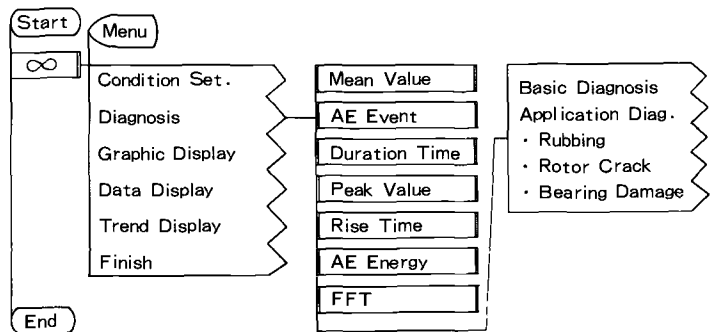 Start
Menu
∞
Condition Set.
Diagnosis
Graphic Display
Data Display
Trend Display
Finish
End
Mean Value
AE Event
Duration Time
Peak Value
Rise Time
AE Energy
FFT
Basic Diagnosis
Application Diag.
· Rubbing
· Rotor Crack
· Bearing Damage